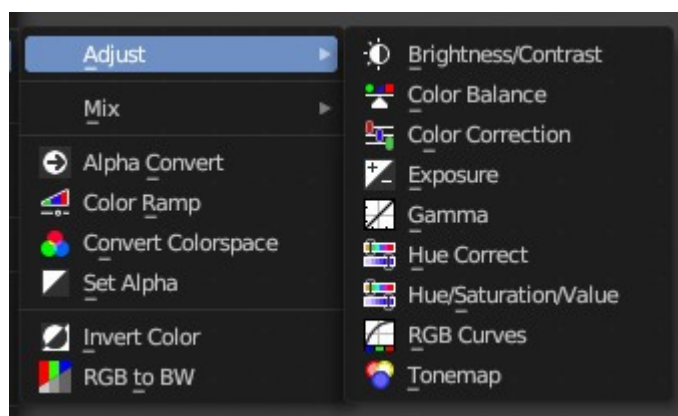 Adjust
Mix
Alpha Convert
Color Ramp
Convert Colorspace
Set Alpha
Invert Color
RGB to BW
Brightness/Contrast
Color Balance
Color Correction
Exposure
Gamma
Hue Correct
Hue/Saturation/Value
RGB Curves
Tonemap